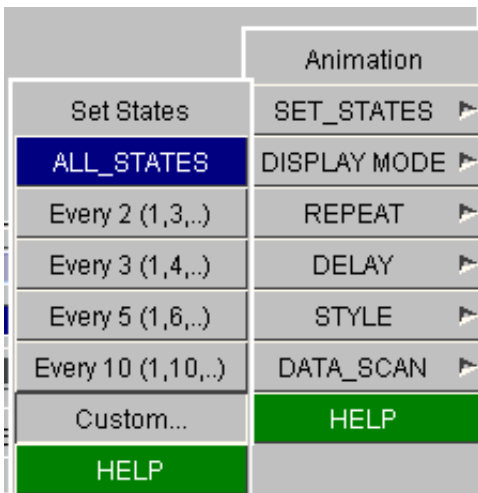 Animation
SET_STATES
DISPLAY MODE
REPEAT
DELAY
STYLE
DATA_SCAN
HELP
Set States
ALL_STATES
Every 2 (1,3,..)
Every 3 (1,4,..)
Every 5 (1,6,..)
Every 10 (1,10,..)
Custom...
HELP